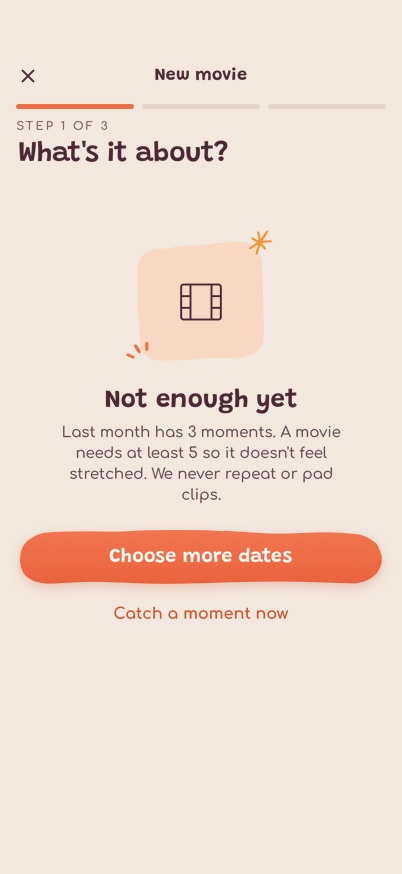 New movie
STEP 1 OF 3
What's it about?
Not enough yet
Last month has 3 moments. A movie
needs at least 5 so it doesn't feel
stretched. We never repeat or pad
clips.
Choose more dates
Catch a moment now